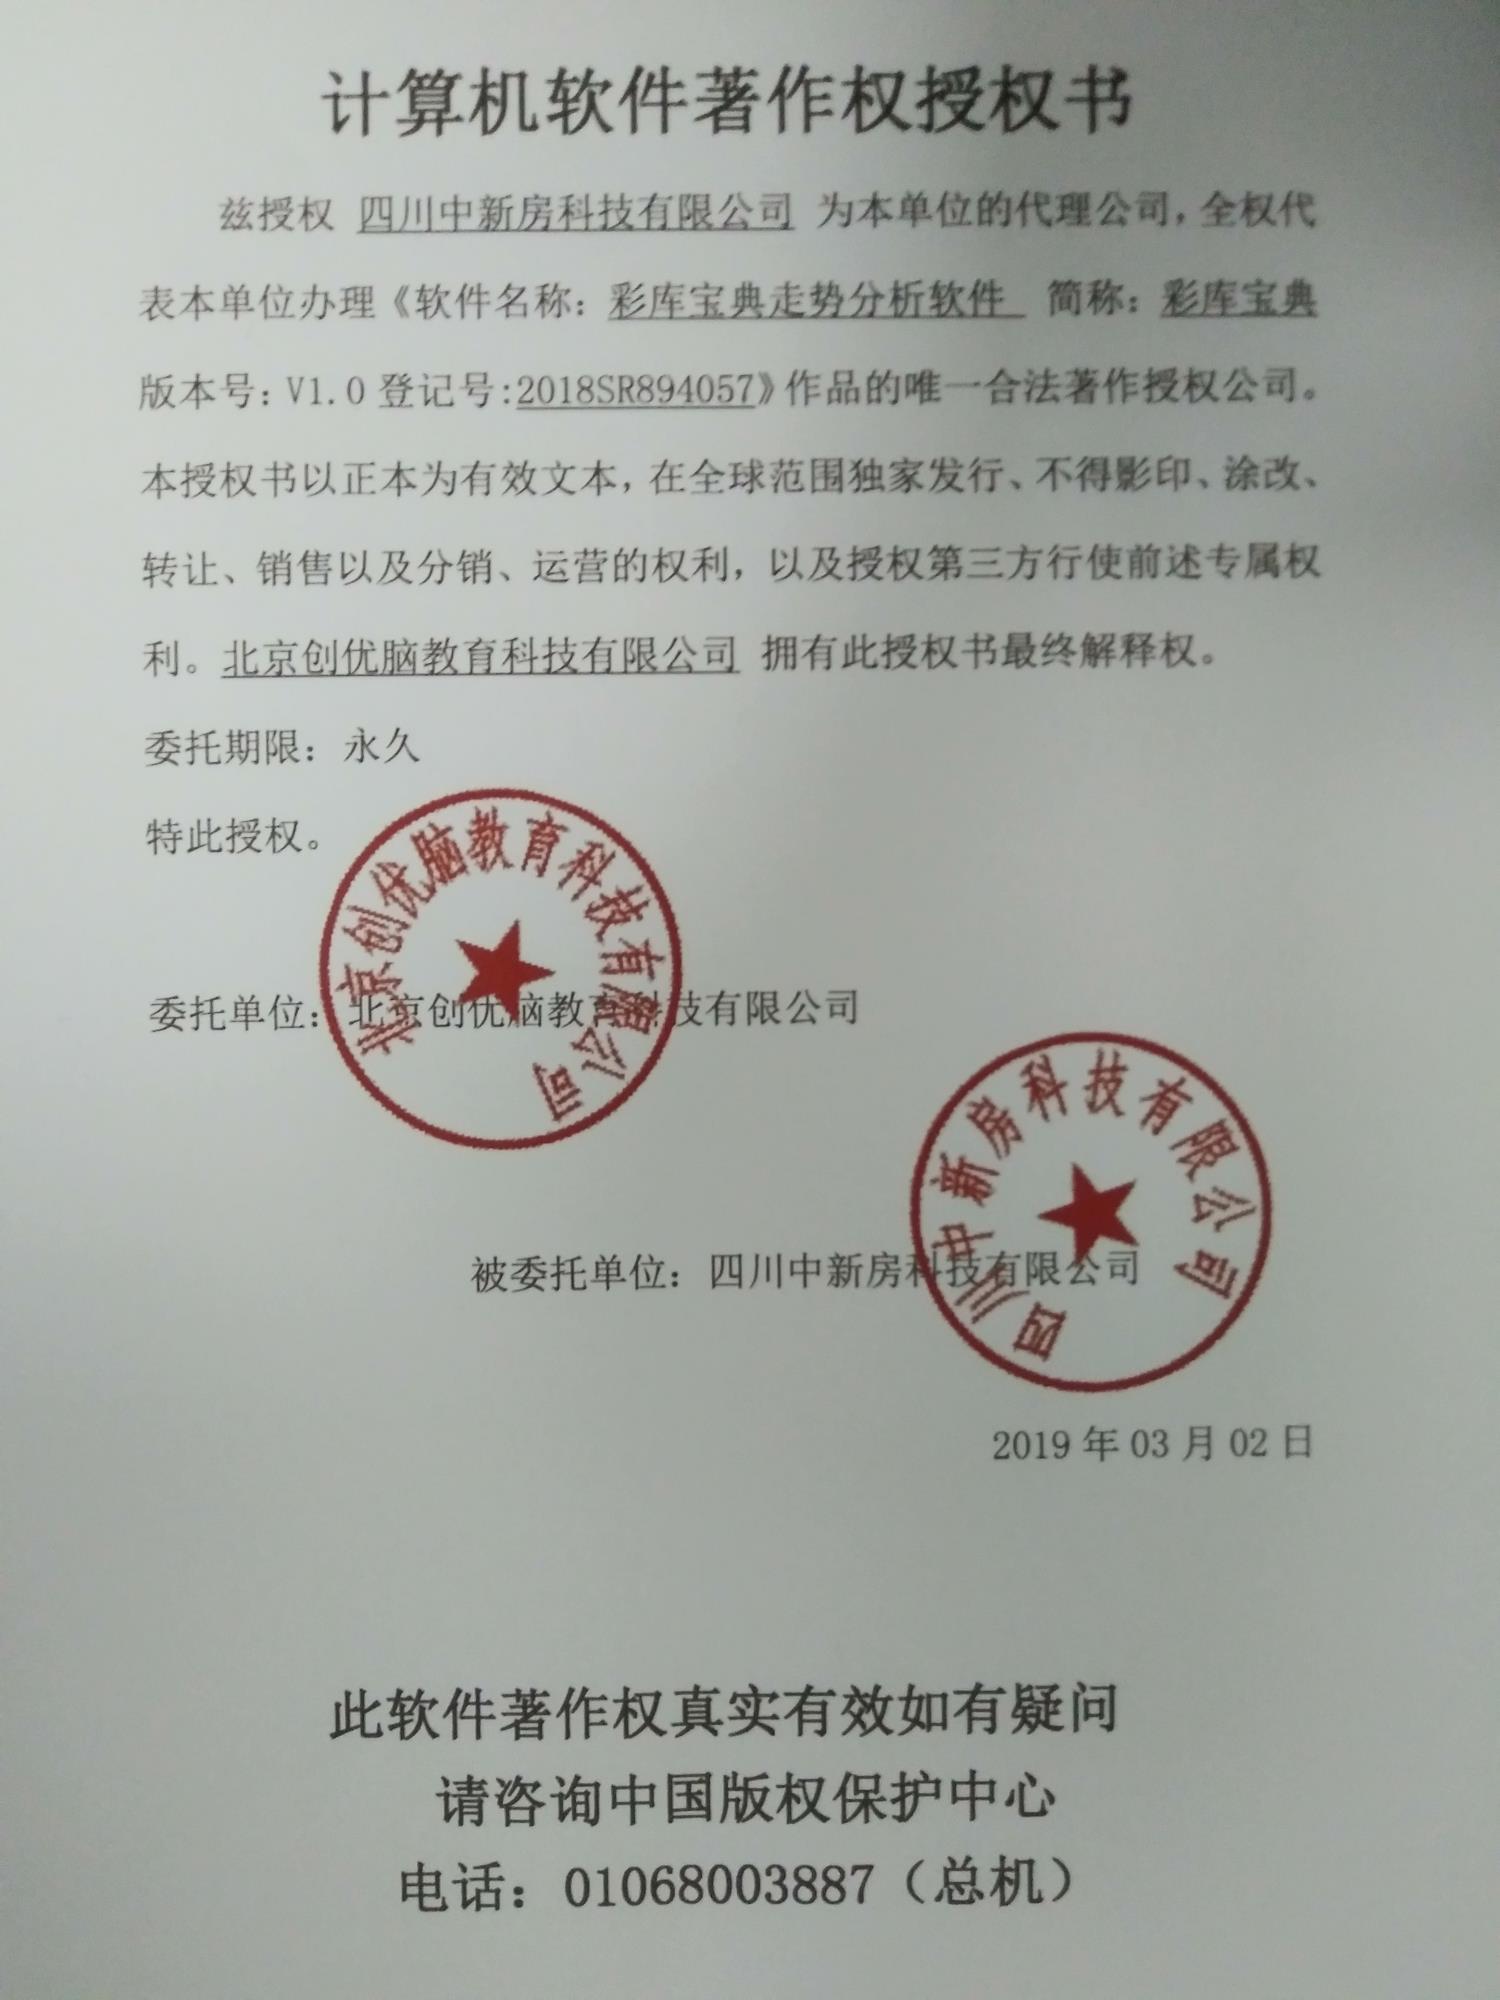 计算机软件著作权授权书
兹授权 四川中新房科技有限公司 为本单位的代理公司，全权代
表本单位办理《软件名称：彩库宝典走势分析软件 简称：彩库宝典
版本号：V1.0 登记号:2018SR894057》作品的唯一合法著作授权公司。
本授权书以正本为有效文本，在全球范围独家发行、不得影印、涂改、
转让、销售以及分销、运营的权利，以及授权第三方行使前述专属权
利。北京创优脑教育科技有限公司 拥有此授权书最终解释权。
委托期限：永久
特此授权。
北京创优脑教育科技有限公司
委托单位：北京创优脑教育科技有限公司
四川中新房科技有限公司
被委托单位：四川中新房科技有限公司
2019 年 03 月 02 日
此软件著作权真实有效如有疑问
请咨询中国版权保护中心
电话：01068003887（总机）